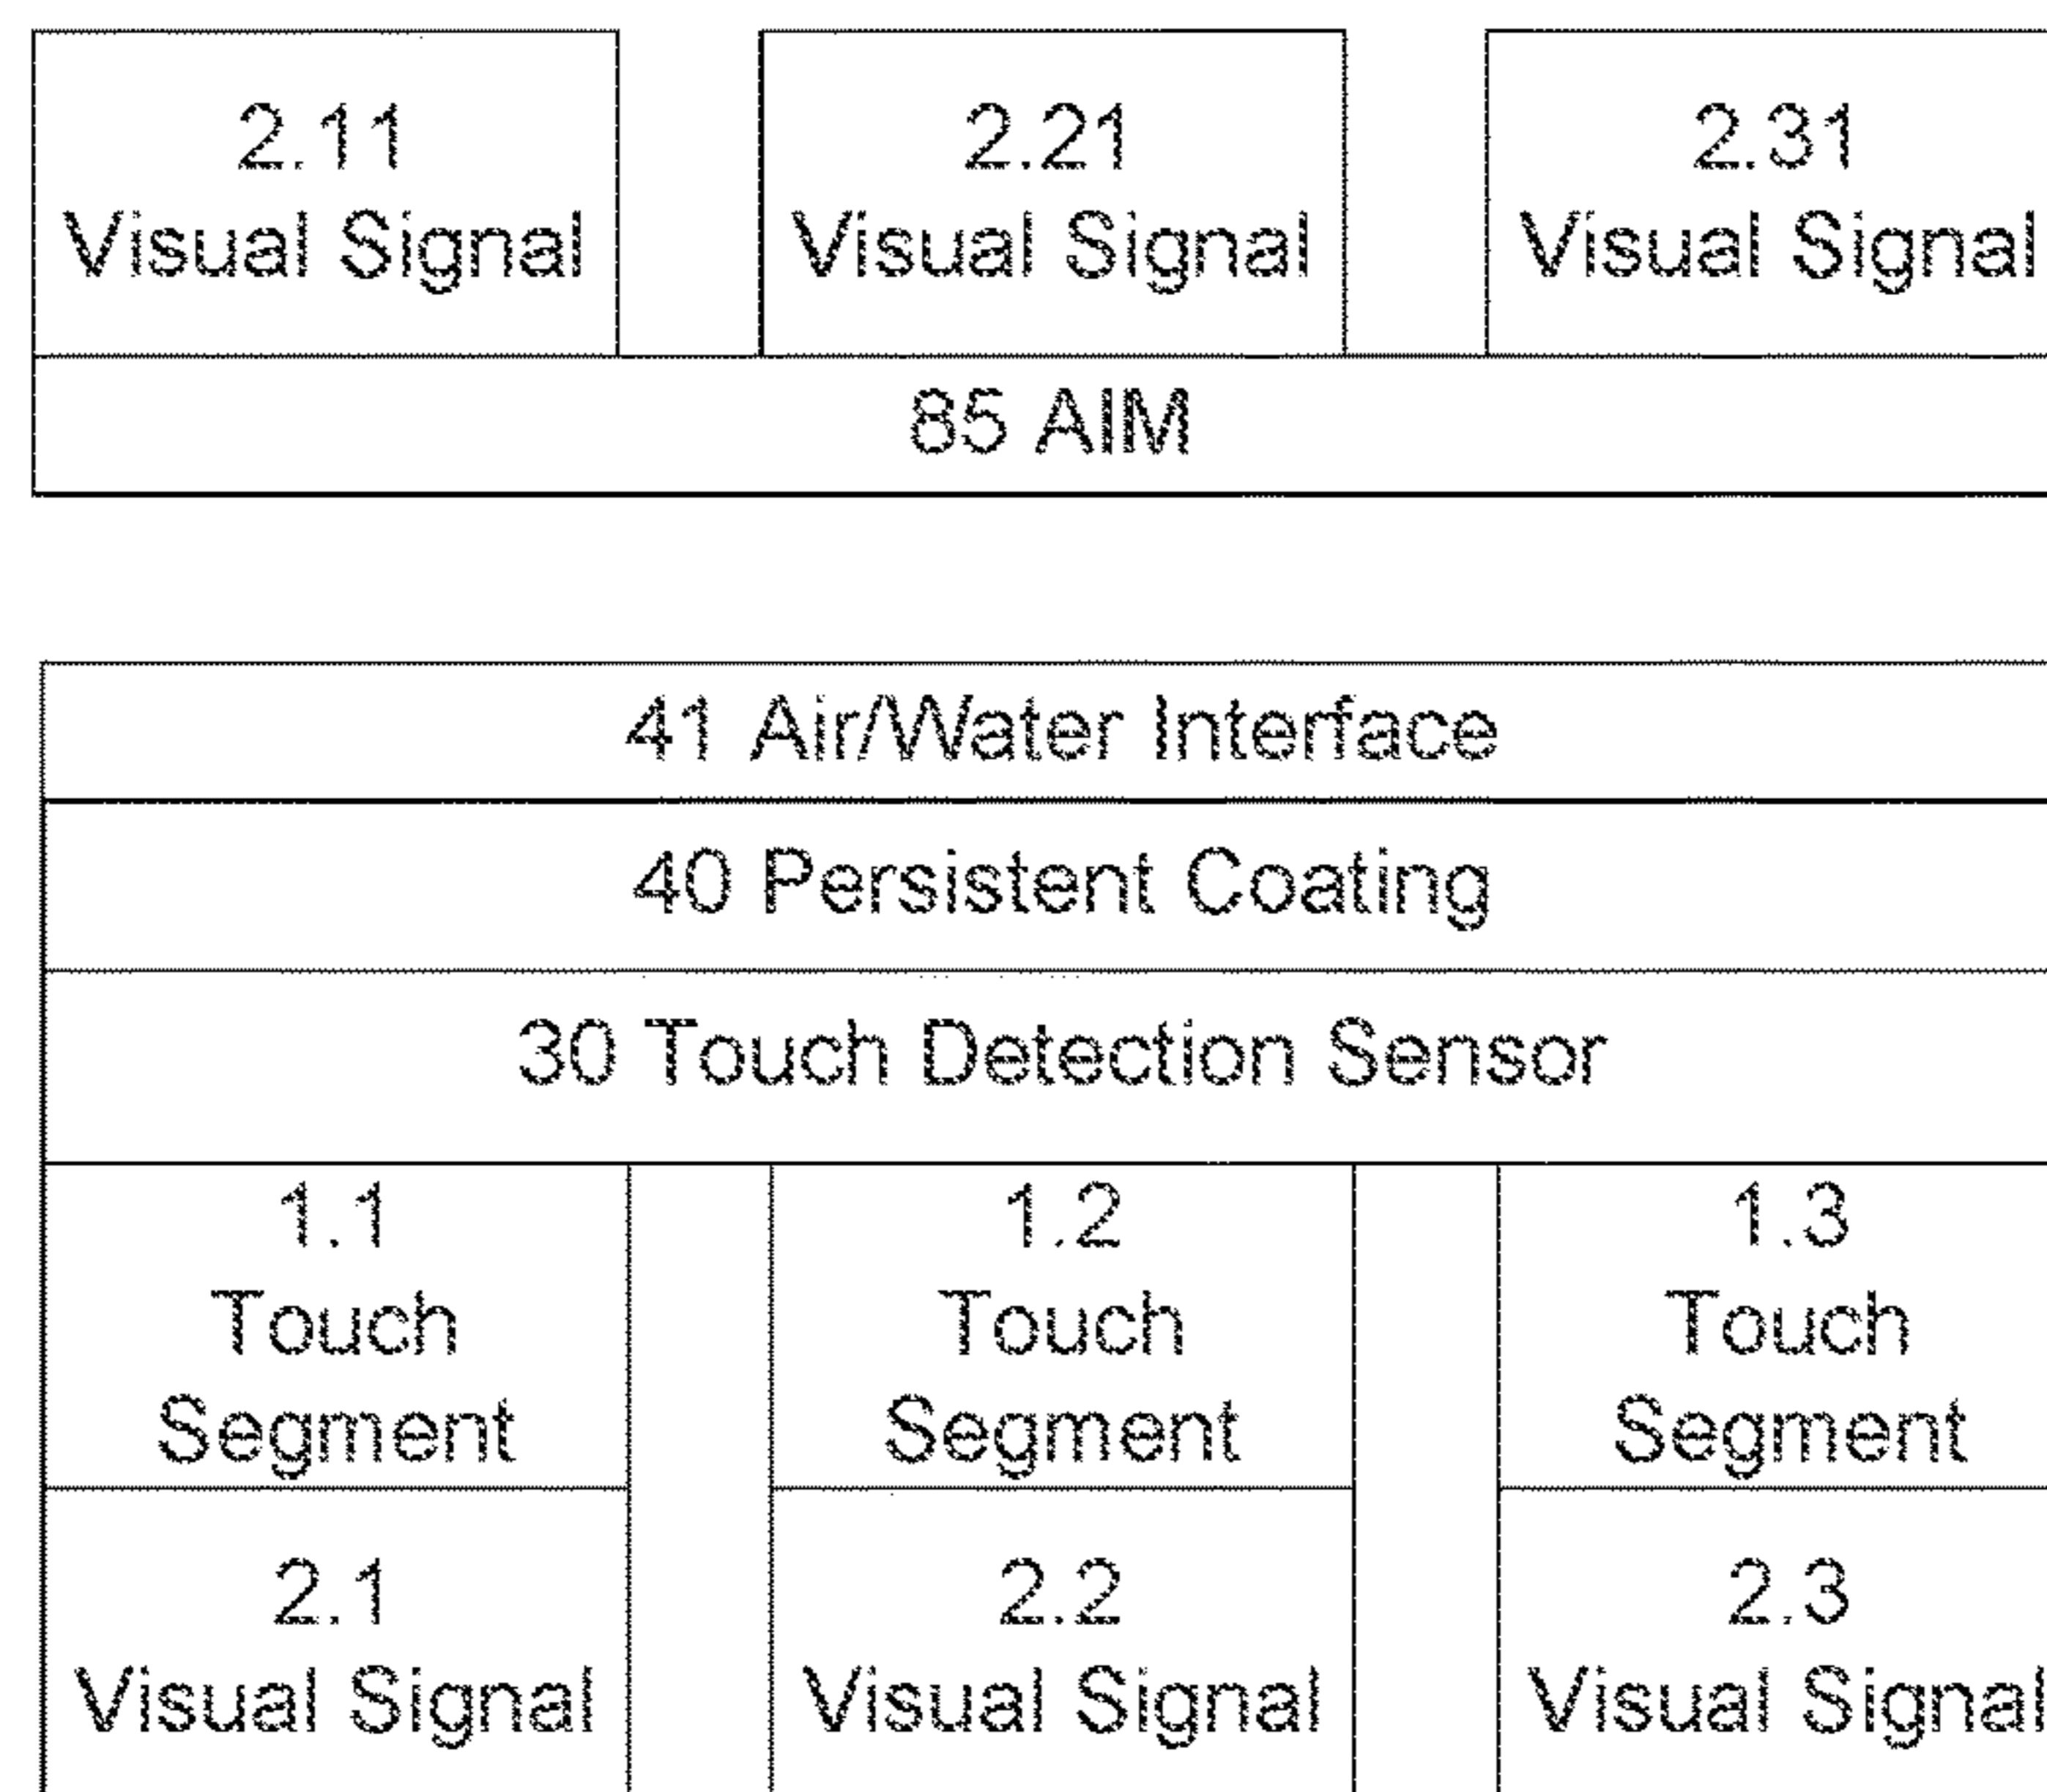 2.11
Visual Signal
2.21
Visual Signal
2.31
Visual Signal
85 AIM
41 Air/Water Interface
40 Persistent Coating
30 Touch Detection Sensor
1.1
Touch
Segment
1.2
Touch
Segment
1.3
Touch
Segment
2.1
Visual Signal
2.2
Visual Signal
2.3
Visual Signal